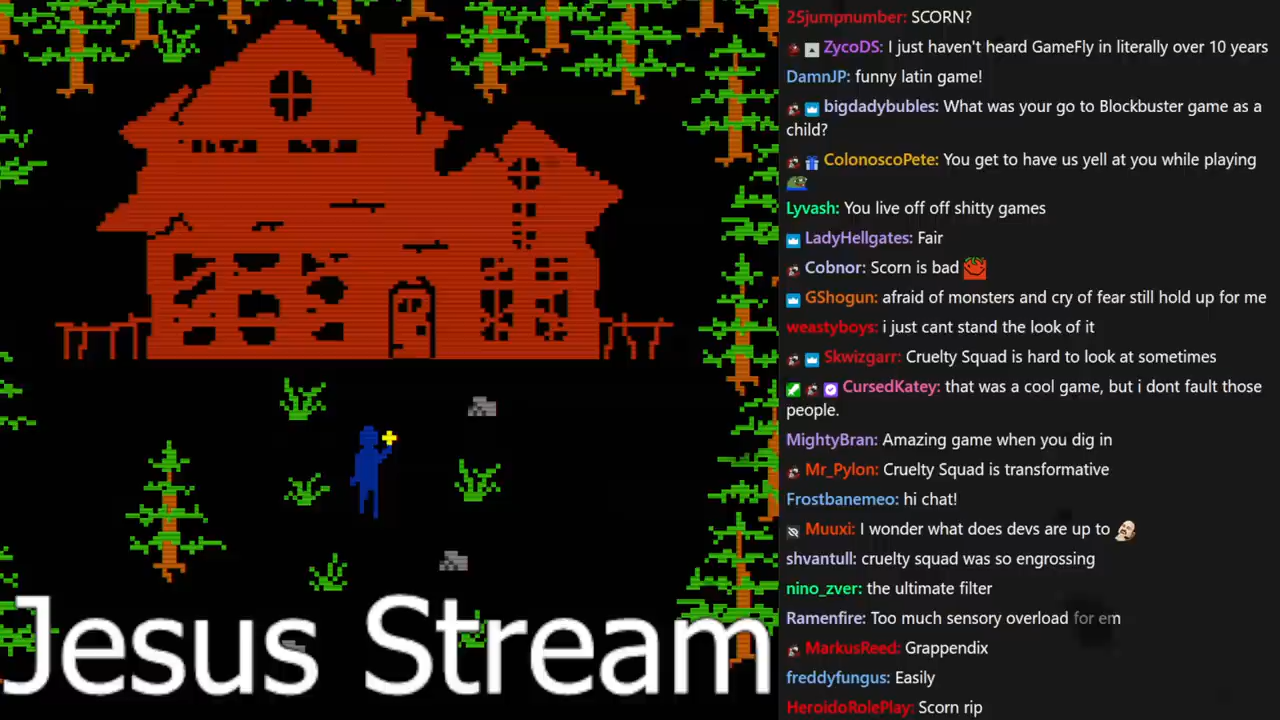 25jumpnumber: SCORN?
ZycoDS: I just haven't heard GameFly in literally over 10 years
DamnJP: funny latin game!
bigdadybubles: What was your go to Blockbuster game as a
child?
ColonoscoPete: You get to have us yell at you while playing
Lyvash: You live off off shitty games
LadyHellgates: Fair
Cobnor: Scorn is bad
GShogun: afraid of monsters and cry of fear still hold up for me
weastyboys: i just cant stand the look of it
Skwizgarr: Cruelty Squad is hard to look at sometimes
CursedKatey: that was a cool game, but i dont fault those
people.
MightyBran: Amazing game when you dig in
Mr_Pylon: Cruelty Squad is transformative
Frostbanemeo: hi chat!
Muuxi: I wonder what does devs are up to
shvantull: cruelty squad was so engrossing
nino_zver: the ultimate filter
Ramenfire: Too much sensory overload for em
MarkusReed: Grappendix
freddyfungus: Easily
HeroidoRolePlay: Scorn rip
Jesus Stream